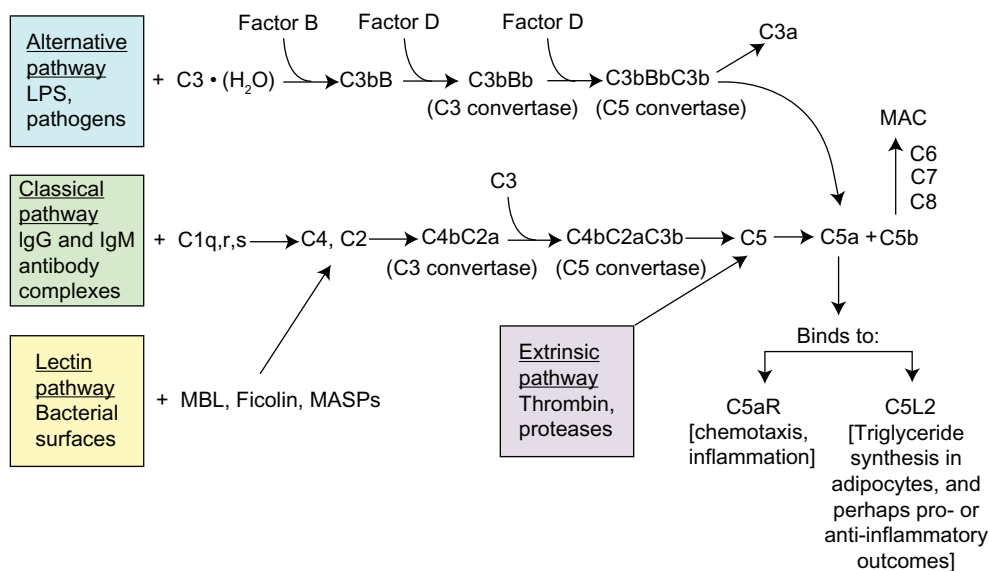 Factor B
Factor D
Factor D
C3a
Alternative
pathway
LPS,
pathogens
+ C3 • (H₂O)
C3bB
C3bBb
(C3 convertase)
C3bBbC3b
(C5 convertase)
MAC
C6
C7
C8
Classical
pathway
IgG and IgM
antibody
complexes
+ C1q,r,s
C4, C2
C3
C4bC2a
(C3 convertase)
C4bC2aC3b
(C5 convertase)
C5
C5a + C5b
Lectin
pathway
Bacterial
surfaces
+ MBL, Ficolin, MASPs
Extrinsic
pathway
Thrombin,
proteases
Binds to:
C5aR
[chemotaxis,
inflammation]
C5L2
[Triglyceride
synthesis in
adipocytes, and
perhaps pro- or
anti-inflammatory
outcomes]